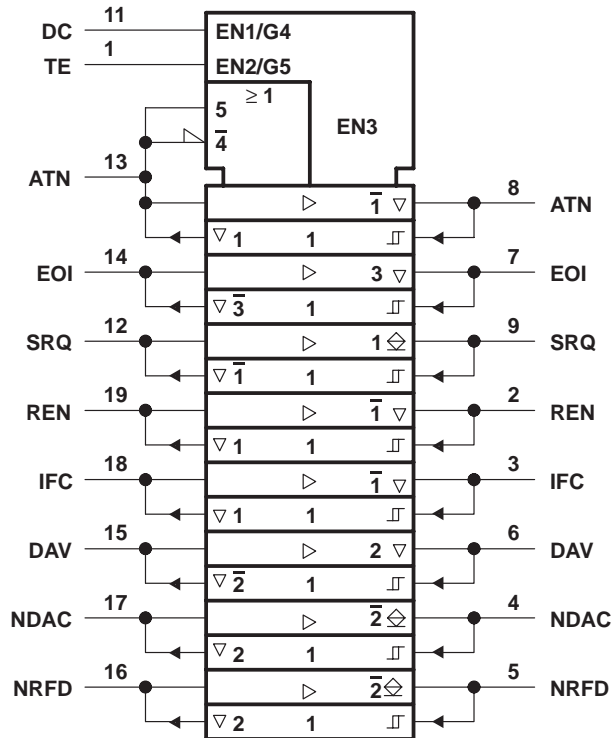 11
DC EN1/G4
1
TE EN2/G5
≥ 1
5
EN3
4̅
13
ATN
▷ 1̅ ▽ 8 ATN
▽ 1 1
14
EOI ▷ 3 ▽ 7 EOI
▽ 3̅ 1
12
SRQ ▷ 1 9 SRQ
▽ 1̅ 1
19
REN ▷ 1̅ ▽ 2 REN
▽ 1 1
18
IFC ▷ 1̅ ▽ 3 IFC
▽ 1 1
15
DAV ▷ 2 ▽ 6 DAV
▽ 2̅ 1
17
NDAC ▷ 2̅ 4 NDAC
▽ 2 1
16
NRFD ▷ 2̅ 5 NRFD
▽ 2 1